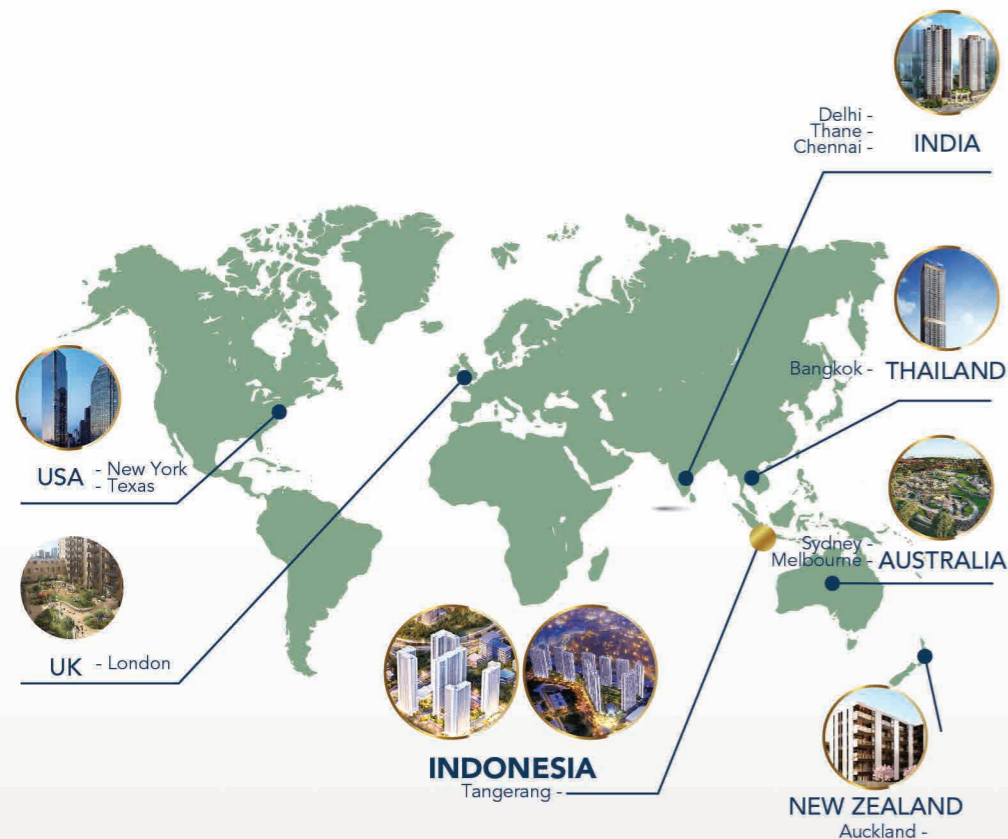 Delhi -
Thane -
Chennai -
INDIA
Bangkok -
THAILAND
USA
- New York
- Texas
Sydney -
Melbourne -
AUSTRALIA
UK
- London
INDONESIA
Tangerang -
NEW ZEALAND
Auckland -